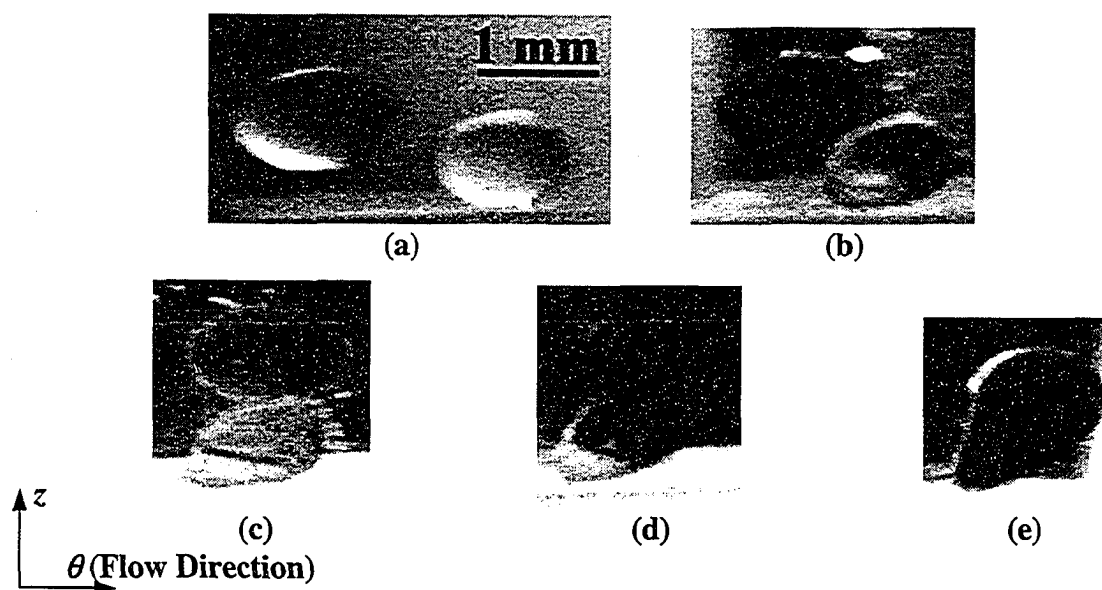 1 mm
(a)
(b)
(c)
(d)
(e)
z
θ (Flow Direction)